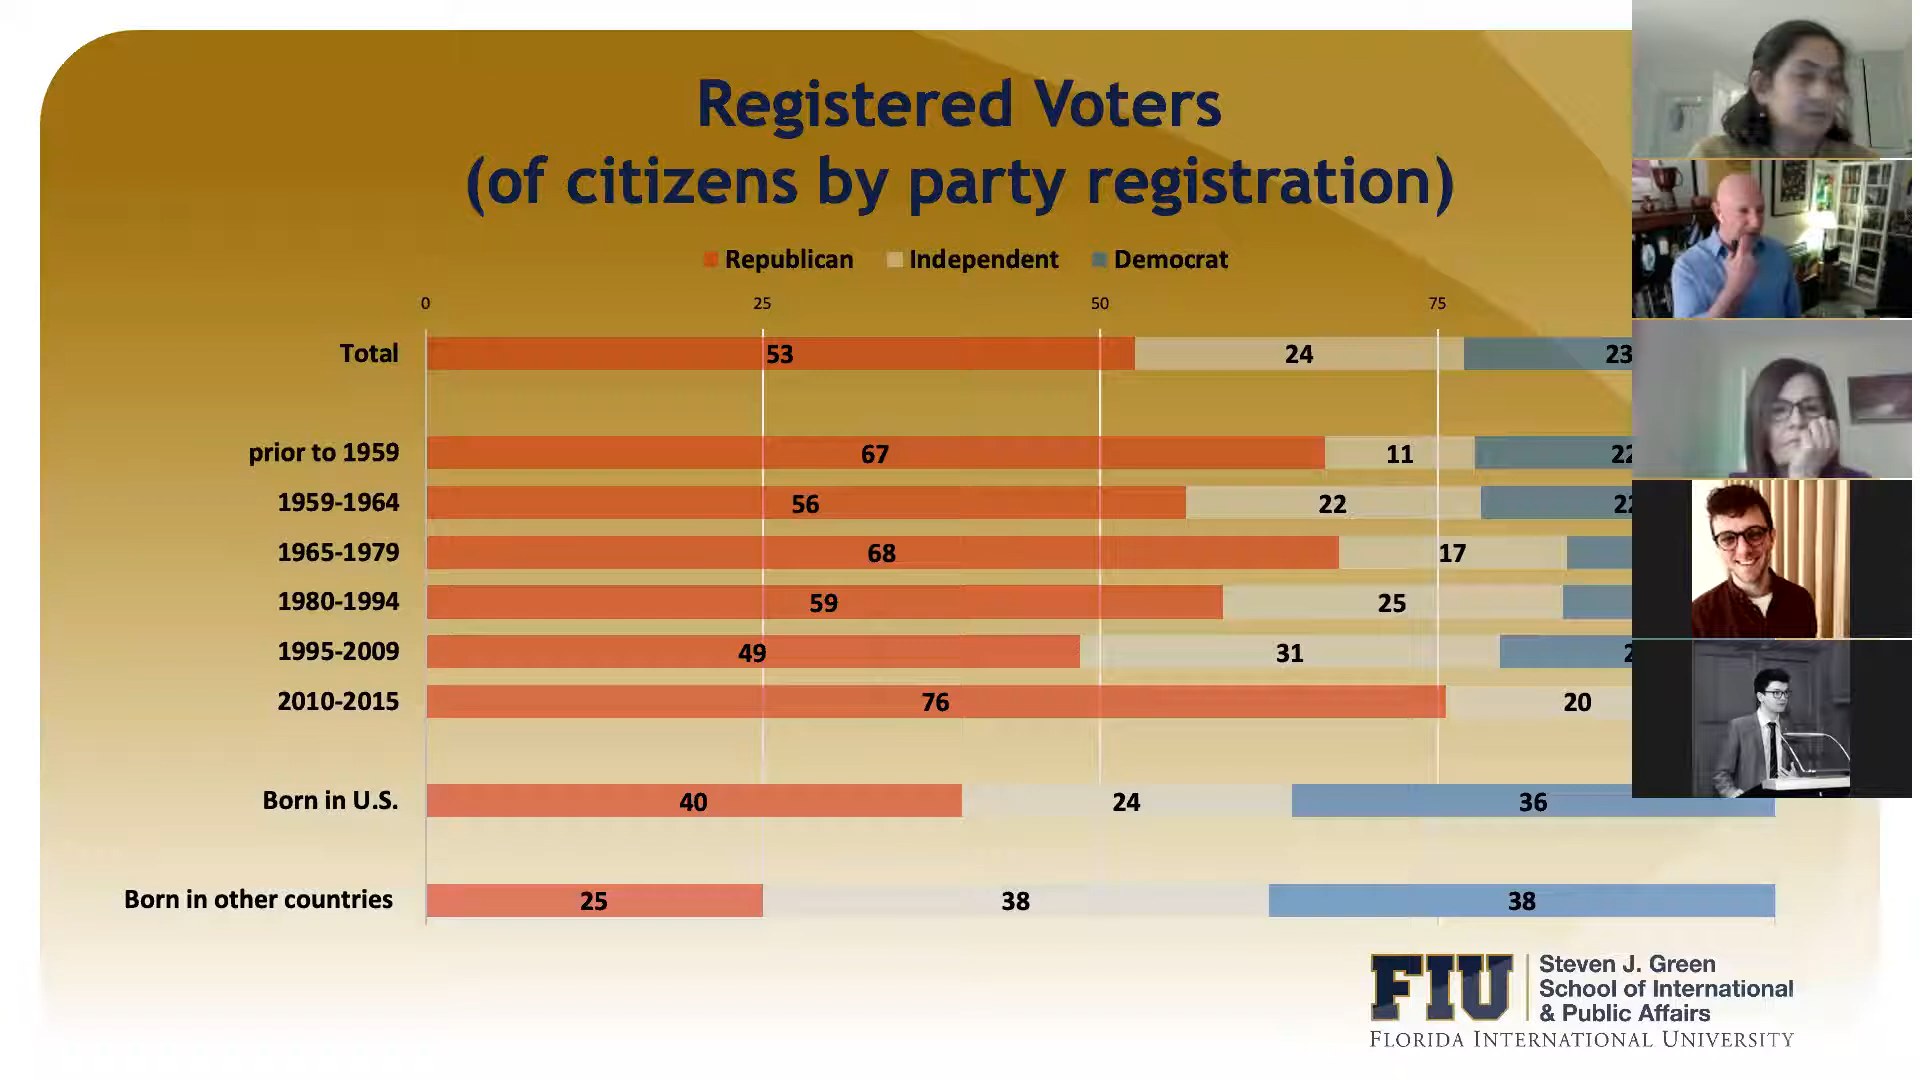 Registered Voters
(of citizens by party registration)
Republican Independent Democrat
0 25 50 75
Total 53 24 23
prior to 1959 67 11 22
1959-1964 56 22 22
1965-1979 68 17
1980-1994 59 25
1995-2009 49 31
2010-2015 76 20
Born in U.S. 40 24 36
Born in other countries 25 38 38
FIU
Steven J. Green
School of International
& Public Affairs
FLORIDA INTERNATIONAL UNIVERSITY